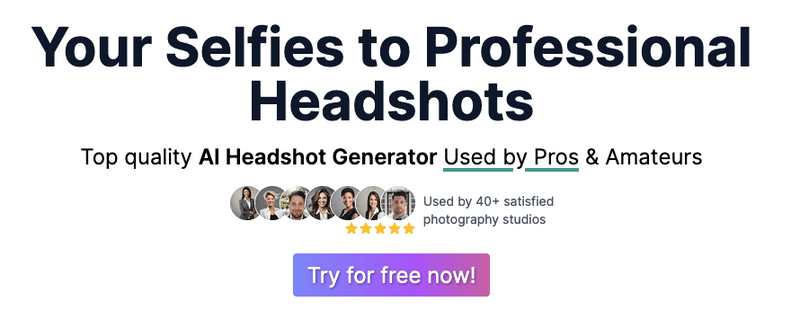 Your Selfies to Professional
Headshots
Top quality AI Headshot Generator Used by Pros & Amateurs
Used by 40+ satisfied
photography studios
Try for free now!